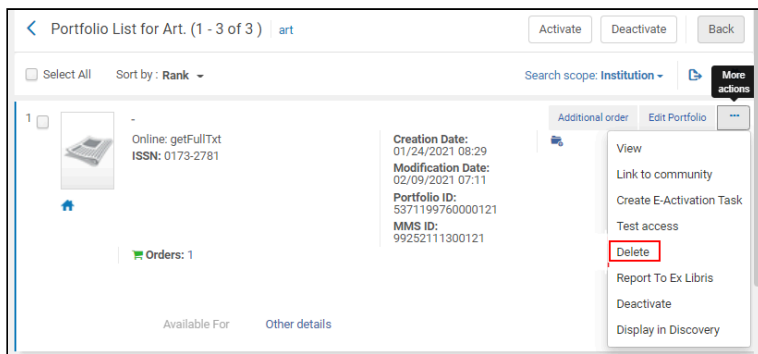 Portfolio List for Art. (1 - 3 of 3 ) art
Activate Deactivate Back
Select All Sort by : Rank Search scope: Institution
More actions
1 - Additional order Edit Portfolio ...
Online: getFullTxt
ISSN: 0173-2781
Creation Date:
01/24/2021 08:29
Modification Date:
02/09/2021 07:11
Portfolio ID:
5371199760000121
MMS ID:
99252111300121
Orders: 1
Available For Other details
View
Link to community
Create E-Activation Task
Test access
Delete
Report To Ex Libris
Deactivate
Display in Discovery